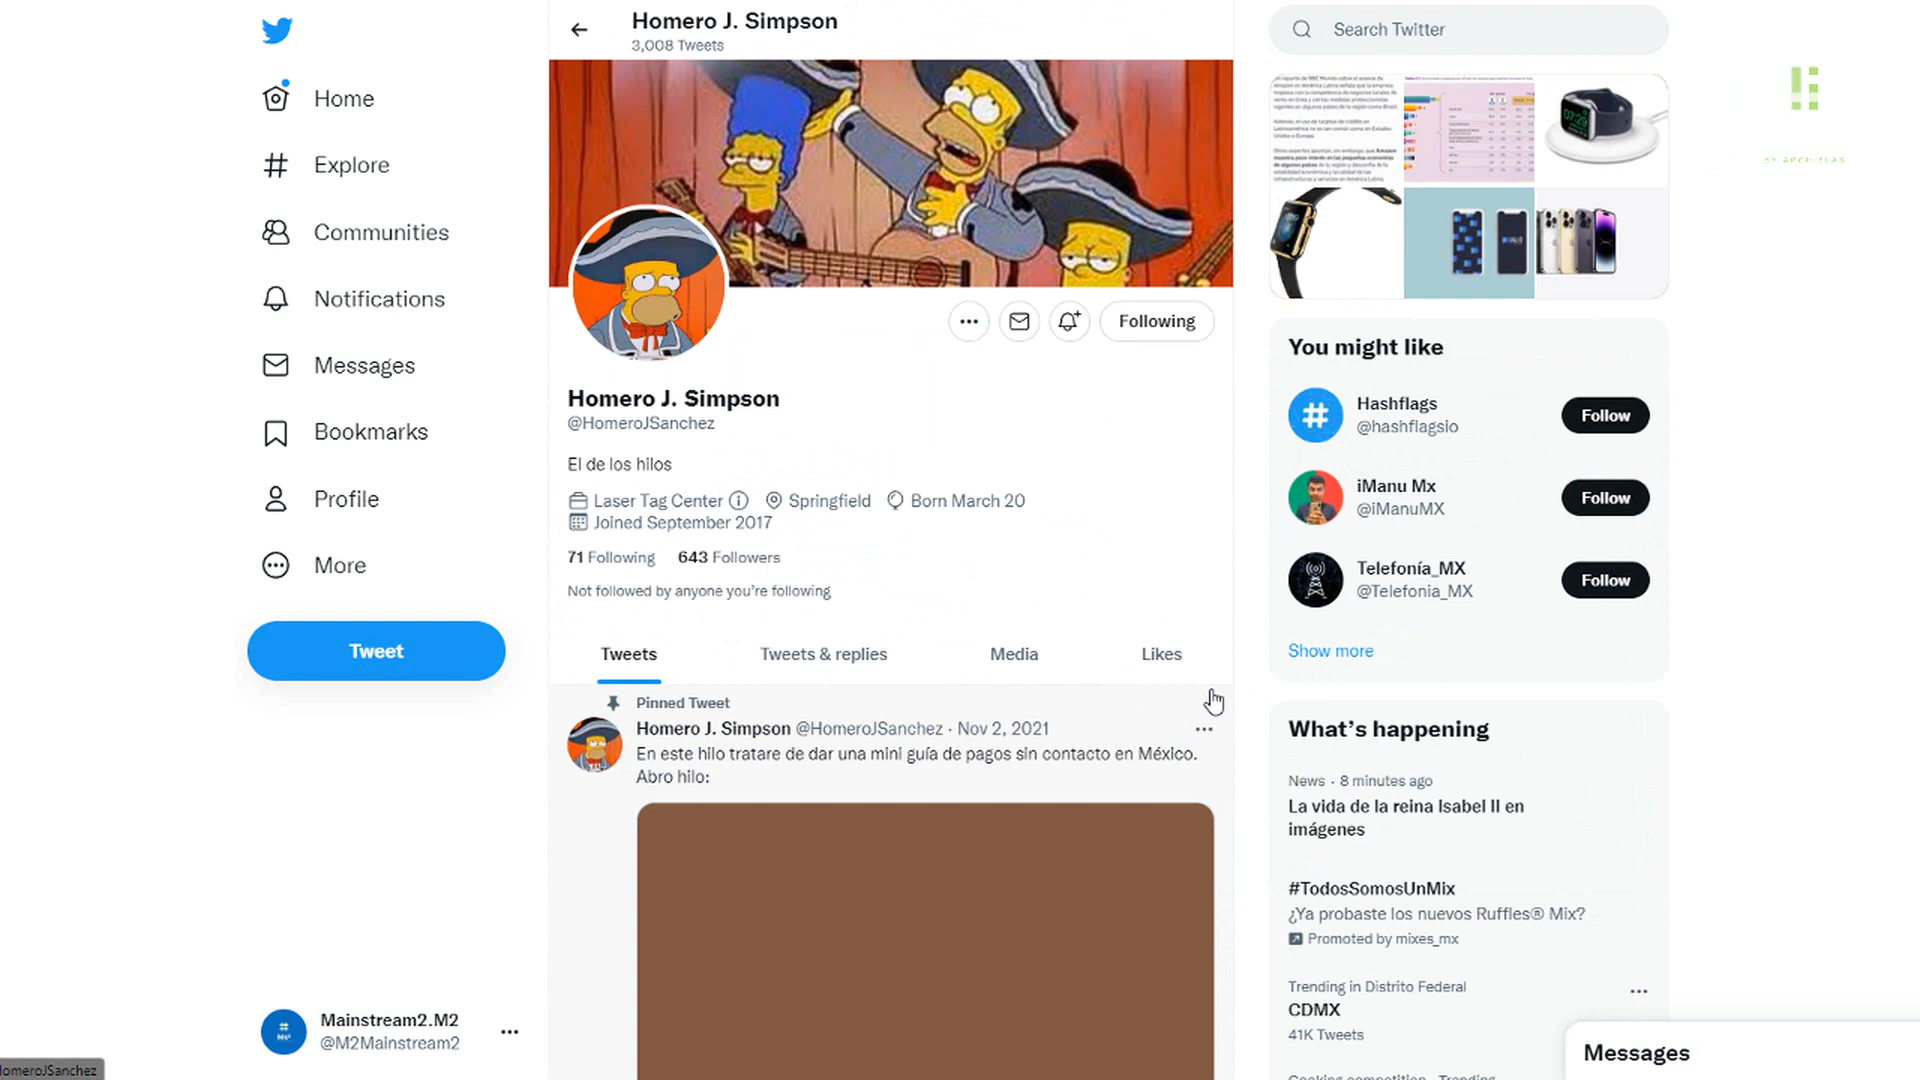 Homero J. Simpson
3,008 Tweets
Search Twitter
Home
Explore
Communities
Notifications
Messages
Bookmarks
Profile
More
Tweet
Mainstream2.M2
@M2Mainstream2
Following
Homero J. Simpson
@HomeroJSanchez
El de los hilos
Laser Tag Center Springfield Born March 20
Joined September 2017
71 Following 643 Followers
Not followed by anyone you're following
Tweets Tweets & replies Media Likes
Pinned Tweet
Homero J. Simpson @HomeroJSanchez · Nov 2, 2021
En este hilo tratare de dar una mini guía de pagos sin contacto en México.
Abro hilo:
07:29
You might like
Hashflags
@hashflagsio
Follow
iManu Mx
@iManuMX
Follow
Telefonía_MX
@Telefonia_MX
Follow
Show more
What's happening
News · 8 minutes ago
La vida de la reina Isabel II en
imágenes
#TodosSomosUnMix
¿Ya probaste los nuevos Ruffles® Mix?
Promoted by mixes_mx
Trending in Distrito Federal
CDMX
41K Tweets
Messages